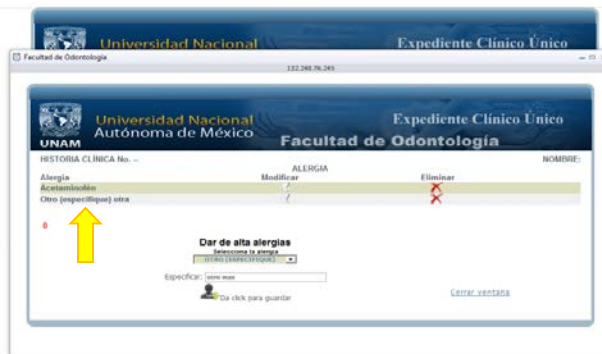 Universidad Nacional
Expediente Clínico Único
Facultad de Odontología
132.248.76.245
UNAM
Universidad Nacional
Autónoma de México
Expediente Clínico Único
Facultad de Odontología
HISTORIA CLÍNICA No. --
NOMBRE:
ALERGIA
Alergia Modificar Eliminar
Acetaminofén
Otro (especifique) otra
0
Dar de alta alergias
Selecciona la alergia
OTRO (ESPECIFIQUE)
Especificar: otro mas
Da click para guardar
Cerrar ventana